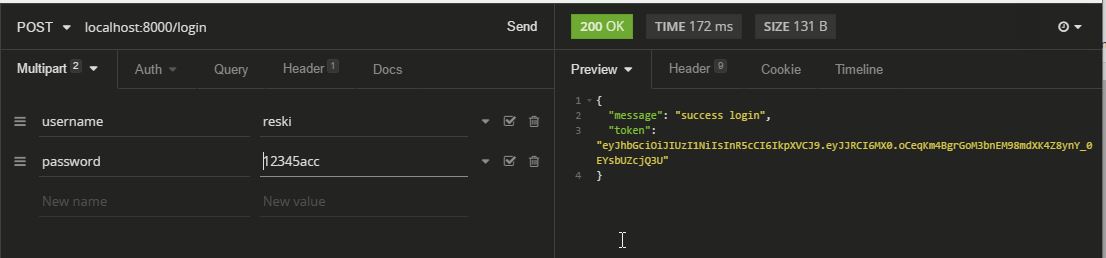 POST localhost:8000/login Send
200 OK TIME 172 ms SIZE 131 B
Multipart 2 Auth Query Header 1 Docs
Preview Header 9 Cookie Timeline
username reski
password 12345acc
New name New value
1 {
2 "message": "success login",
3 "token":
"eyJhbGciOiJIUzI1NiIsInR5cCI6IkpXVCJ9.eyJJRCI6MX0.oCeqKm4BgrGoM3bnEM98mdXK4Z8ynY_0
EYsbUZcjQ3U"
4 }